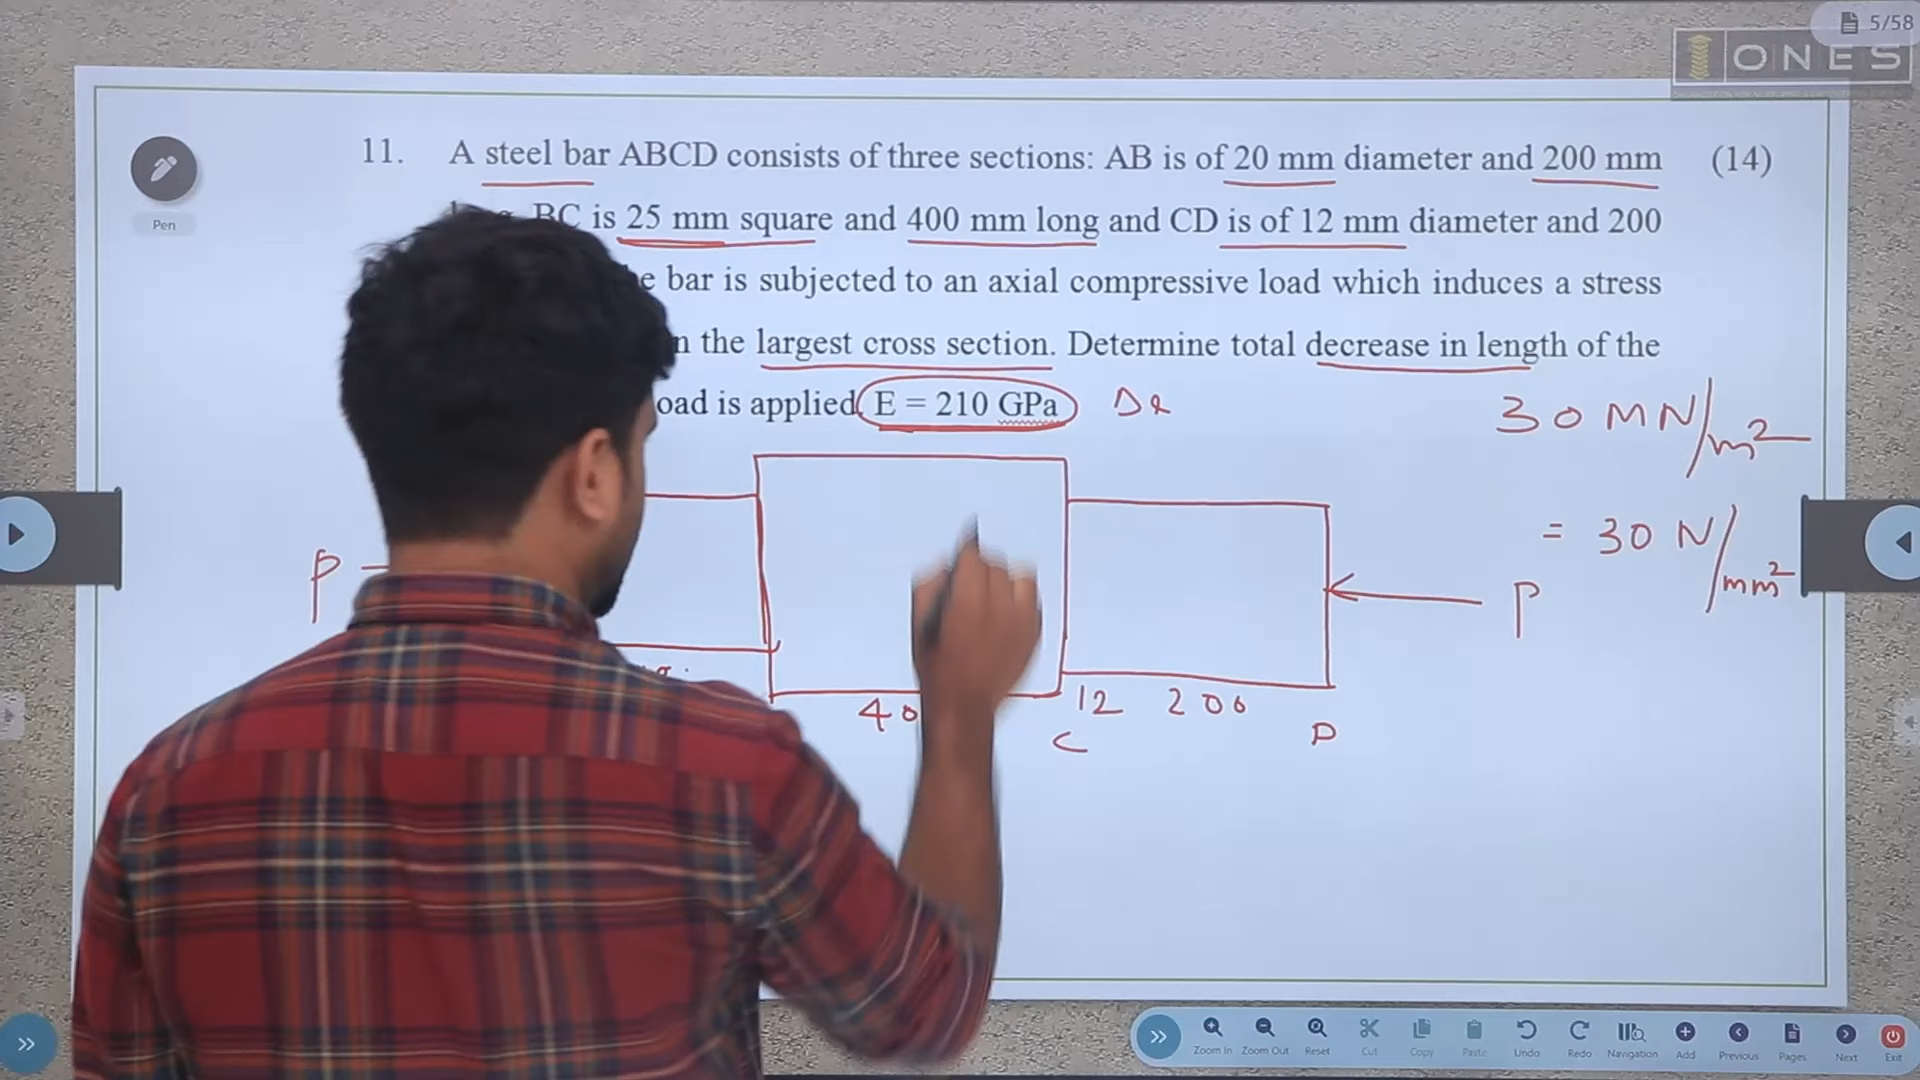 5/58
ONES
Pen
11. A steel bar ABCD consists of three sections: AB is of 20 mm diameter and 200 mm (14)
BC is 25 mm square and 400 mm long and CD is of 12 mm diameter and 200
bar is subjected to an axial compressive load which induces a stress
the largest cross section. Determine total decrease in length of the
is applied E = 210 GPa
30 MN/m²
= 30 N/mm²
P
P
12 200
C D
Zoom In Zoom Out Reset Cut Copy Paste Undo Redo Navigation Add Previous Pages Next Exit